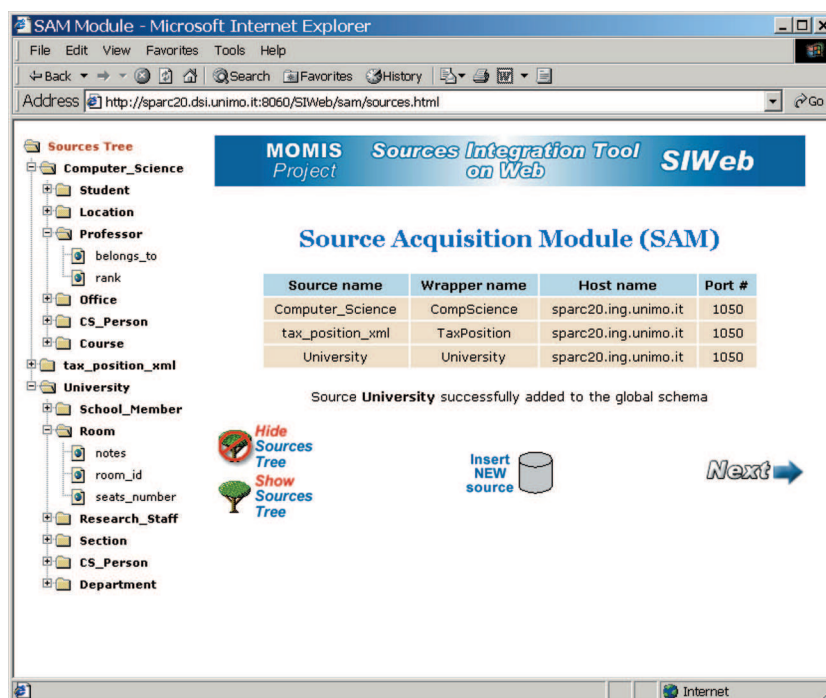 SAM Module - Microsoft Internet Explorer
File Edit View Favorites Tools Help
Back Search Favorites History
Address http://sparc20.dsi.unimo.it:8060/SIWeb/sam/sources.html Go
Sources Tree
Computer_Science
Student
Location
Professor
belongs_to
rank
Office
CS_Person
Course
tax_position_xml
University
School_Member
Room
notes
room_id
seats_number
Research_Staff
Section
CS_Person
Department
MOMIS
Project
Sources Integration Tool
on Web
SIWeb
Source Acquisition Module (SAM)
Source name Wrapper name Host name Port #
Computer_Science CompScience sparc20.ing.unimo.it 1050
tax_position_xml TaxPosition sparc20.ing.unimo.it 1050
University University sparc20.ing.unimo.it 1050
Source University successfully added to the global schema
Hide
Sources
Tree
Show
Sources
Tree
Insert
NEW
source
Next
Internet